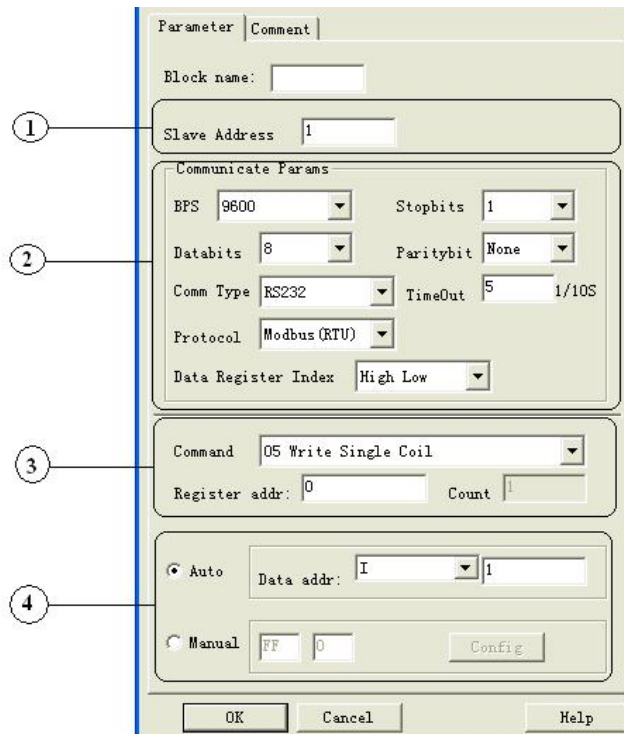 Parameter Comment
Block name:
1
Slave Address 1
Communicate Params
BPS 9600 Stopbits 1
2
Databits 8 Paritybit None
Comm Type RS232 TimeOut 5 1/10S
Protocol Modbus(RTU)
Data Register Index High Low
3
Command 05 Write Single Coil
Register addr: 0 Count 1
4
Auto Data addr: I 1
Manual FF 0 Config
OK Cancel Help